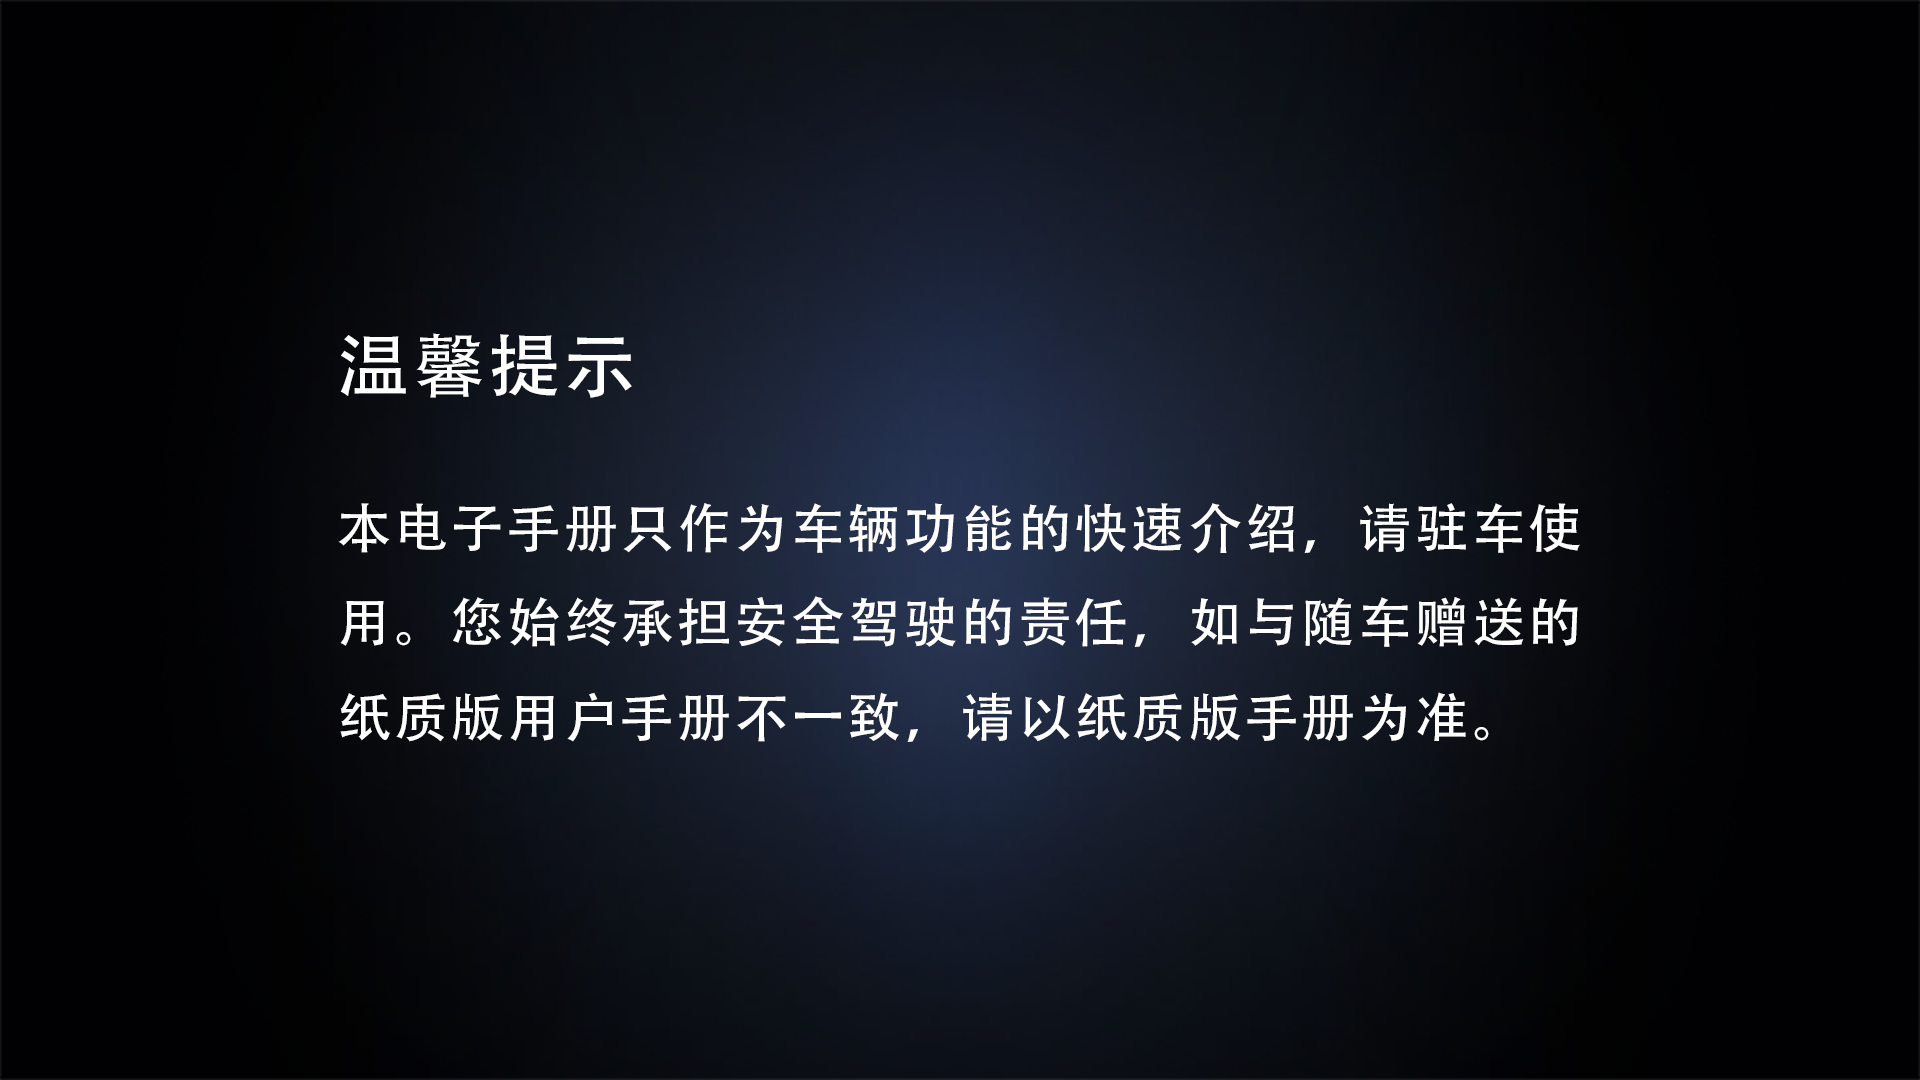 温馨提示
本电子手册只作为车辆功能的快速介绍，请驻车使
用。您始终承担安全驾驶的责任，如与随车赠送的
纸质版用户手册不一致，请以纸质版手册为准。